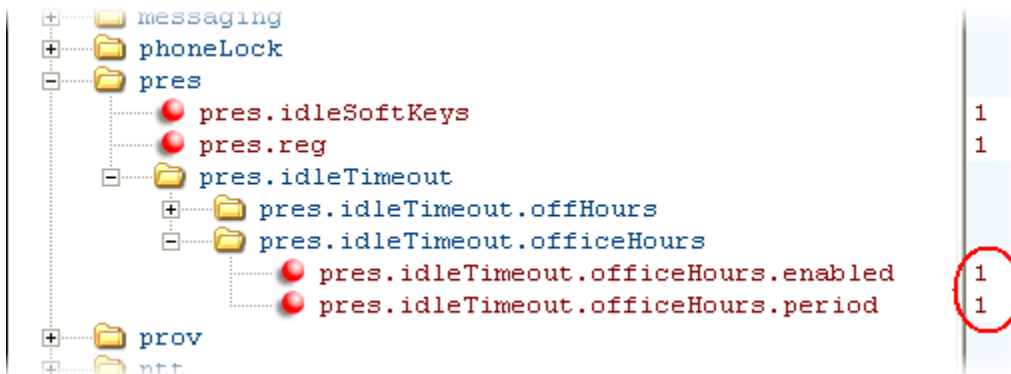 messaging
phoneLock
pres
pres.idleSoftKeys 1
pres.reg 1
pres.idleTimeout
pres.idleTimeout.offHours
pres.idleTimeout.officeHours
pres.idleTimeout.officeHours.enabled 1
pres.idleTimeout.officeHours.period 1
prov
ptt